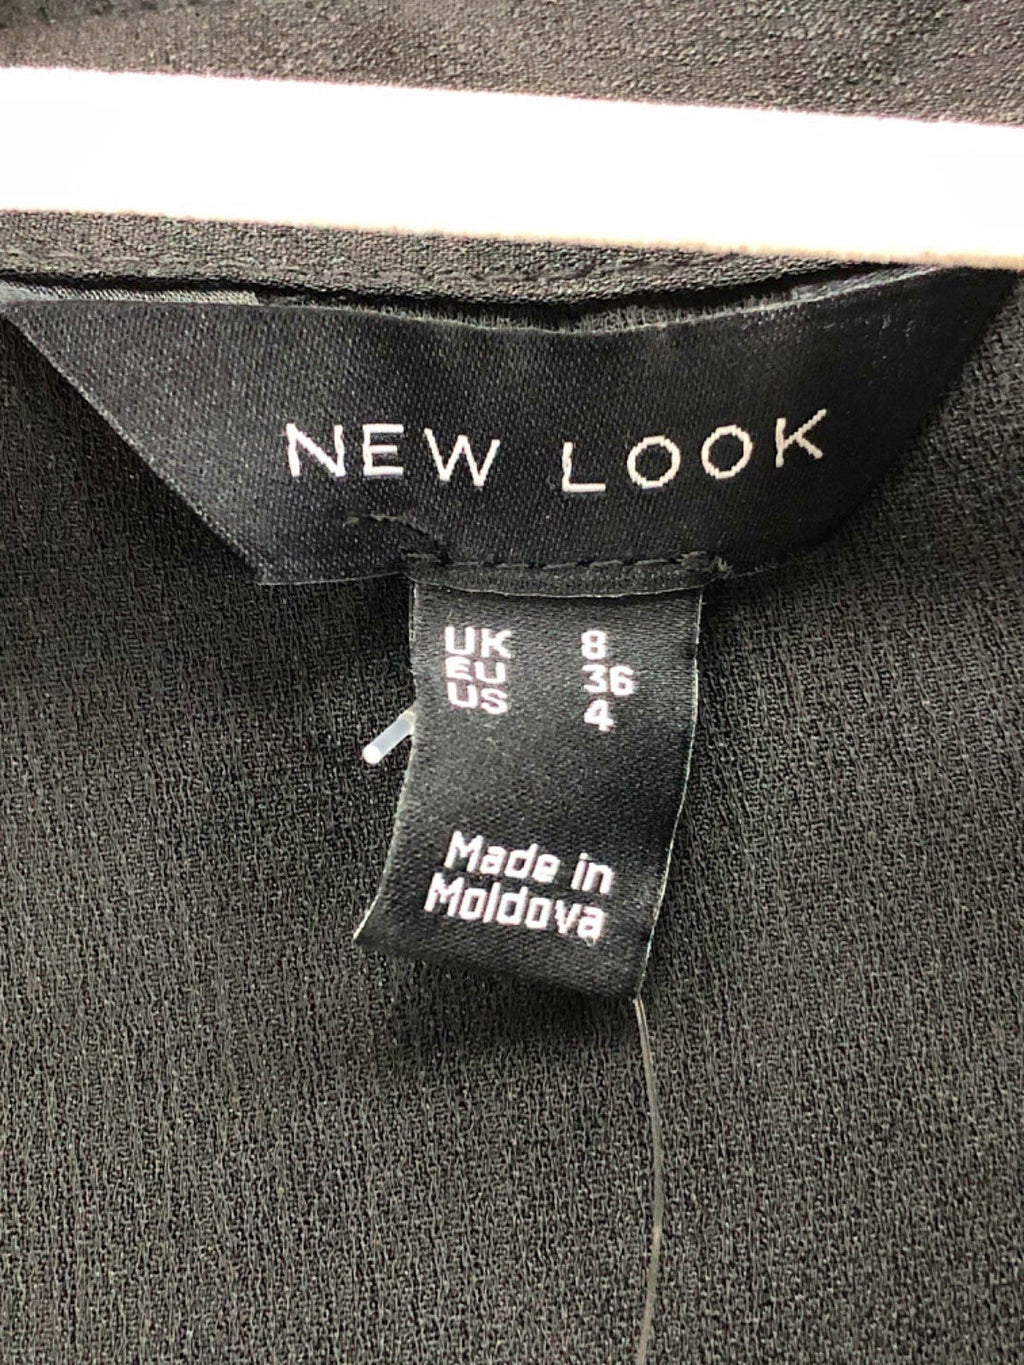 NEW LOOK
UK 8
EU 36
US 4
Made in
Moldova